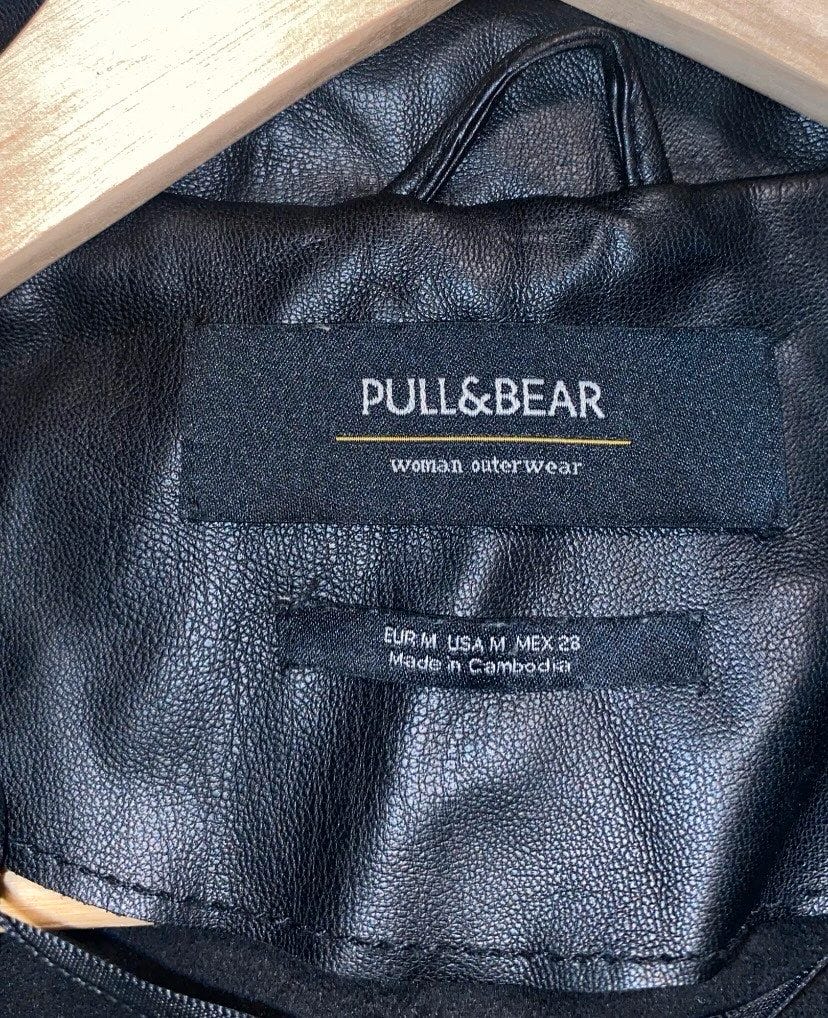 PULL&BEAR
woman outerwear
EUR M USA M MEX 28
Made in Cambodia